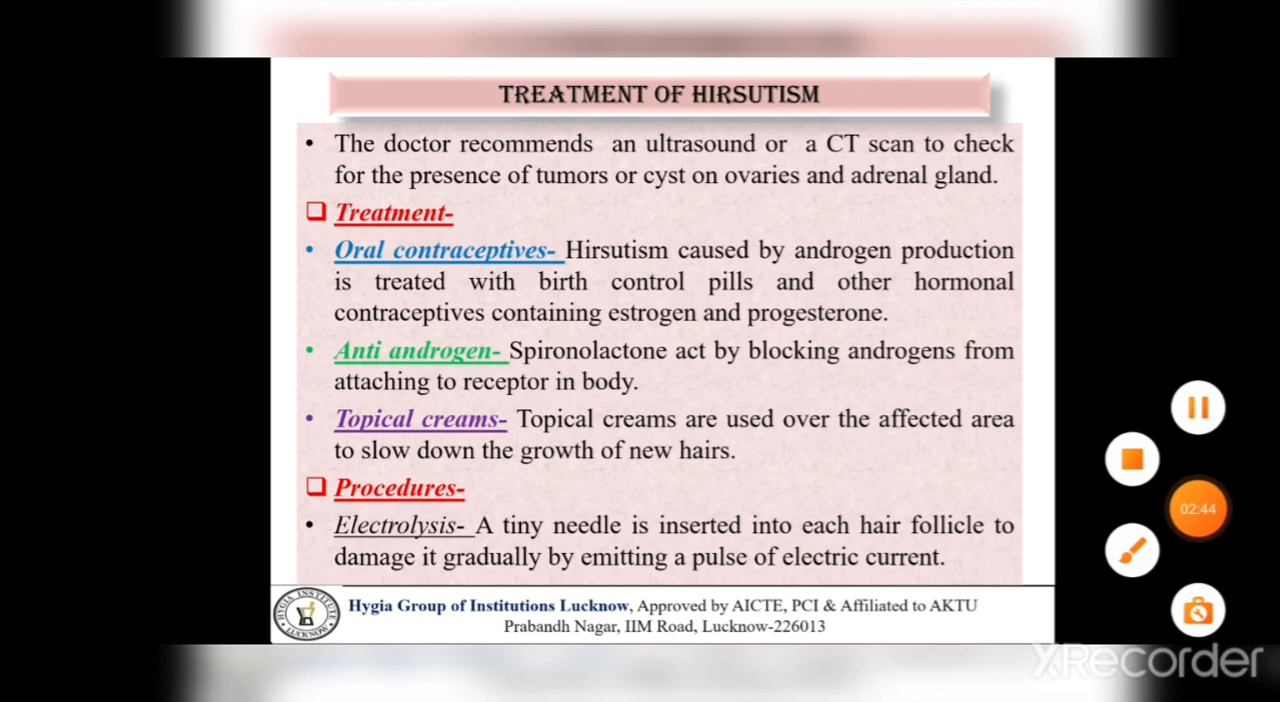 TREATMENT OF HIRSUTISM
• The doctor recommends an ultrasound or a CT scan to check
for the presence of tumors or cyst on ovaries and adrenal gland.
❑ Treatment-
• Oral contraceptives- Hirsutism caused by androgen production
is treated with birth control pills and other hormonal
contraceptives containing estrogen and progesterone.
• Anti androgen- Spironolactone act by blocking androgens from
attaching to receptor in body.
• Topical creams- Topical creams are used over the affected area
to slow down the growth of new hairs.
❑ Procedures-
• Electrolysis- A tiny needle is inserted into each hair follicle to
damage it gradually by emitting a pulse of electric current.
HYGIA INSTITUTE
LUCKNOW
Hygia Group of Institutions Lucknow, Approved by AICTE, PCI & Affiliated to AKTU
Prabandh Nagar, IIM Road, Lucknow-226013
02:44
XRecorder